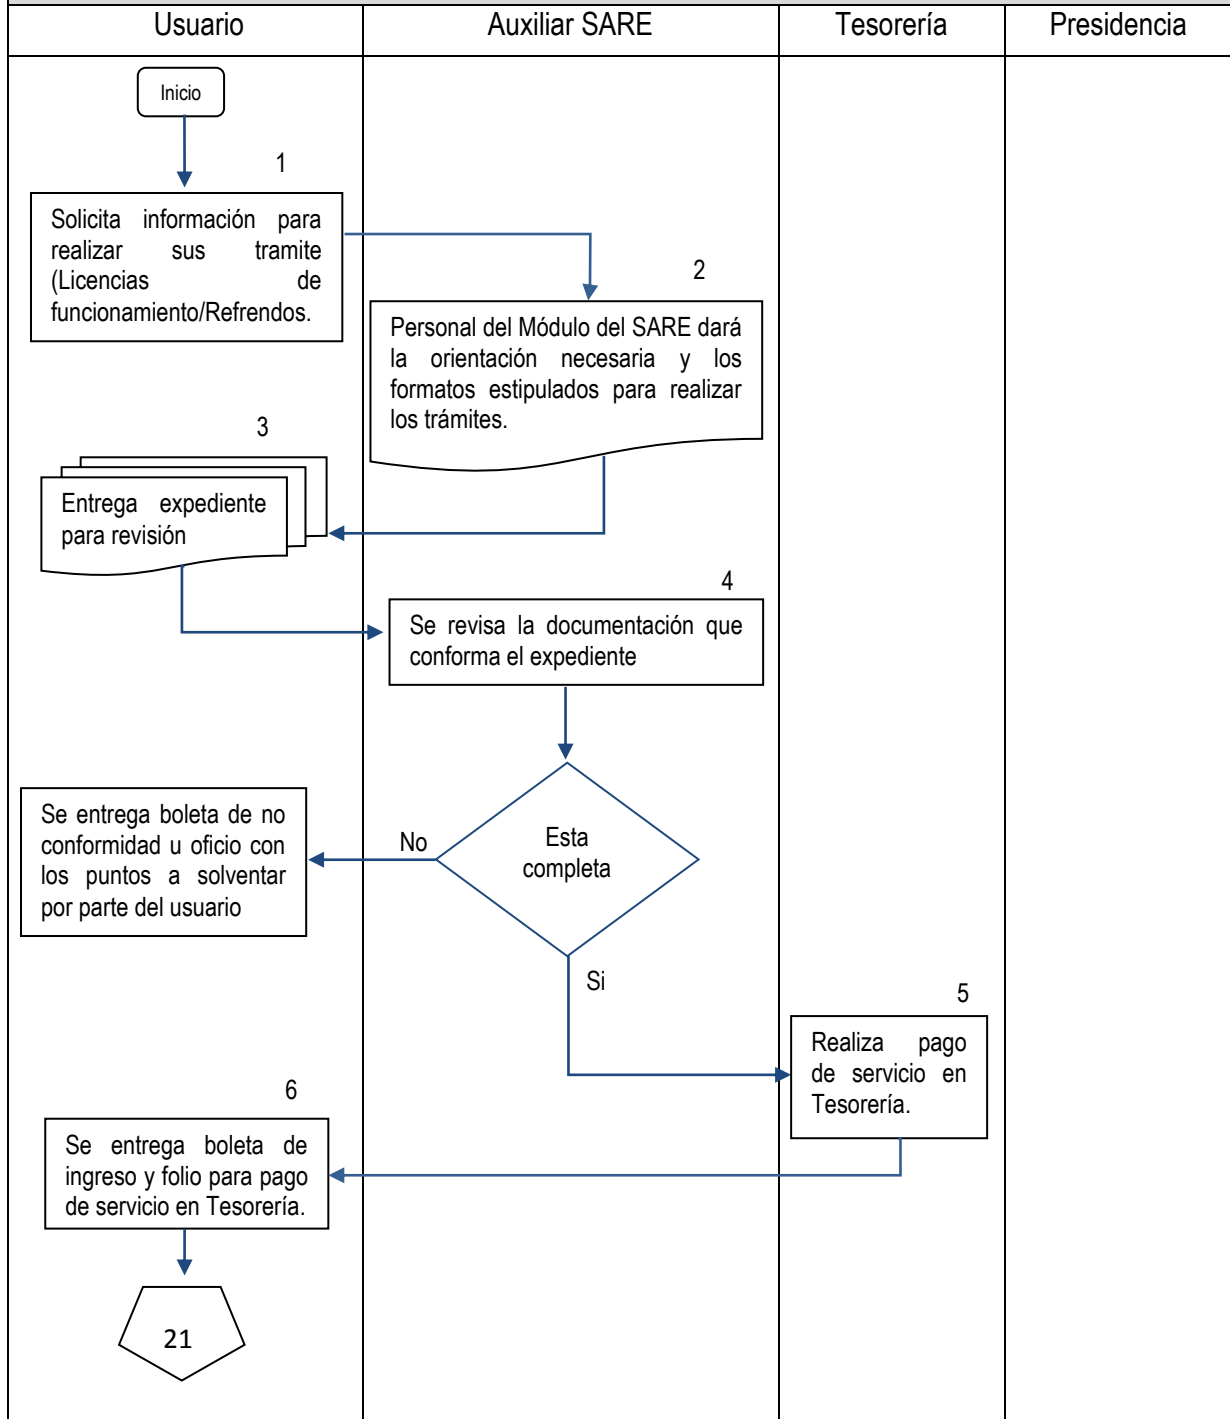 Usuario
Auxiliar SARE
Tesorería
Presidencia
Inicio
1
Solicita información para
realizar sus tramite
(Licencias de
funcionamiento/Refrendos.
2
Personal del Módulo del SARE dará
la orientación necesaria y los
formatos estipulados para realizar
los trámites.
3
Entrega expediente
para revisión
4
Se revisa la documentación que
conforma el expediente
Esta
completa
No
Se entrega boleta de no
conformidad u oficio con
los puntos a solventar
por parte del usuario
Si
5
Realiza pago
de servicio en
Tesorería.
6
Se entrega boleta de
ingreso y folio para pago
de servicio en Tesorería.
21